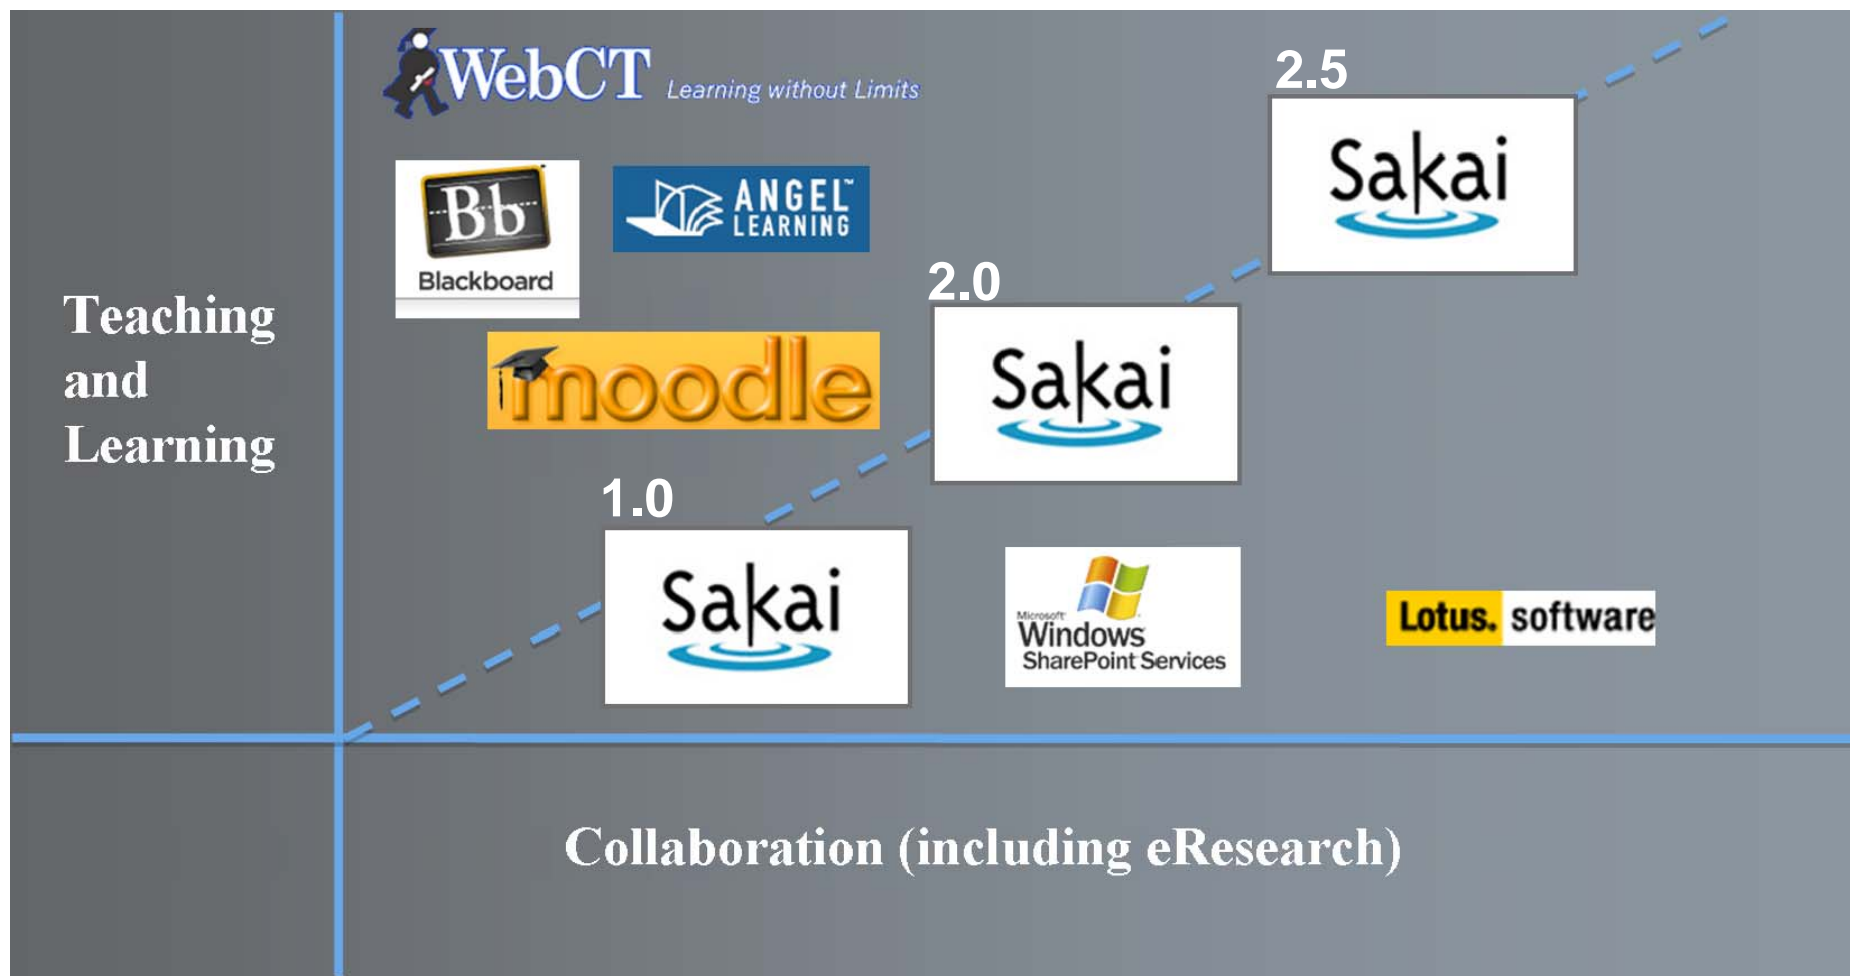 WebCT Learning without Limits
2.5
Sakai
Bb
Blackboard
ANGEL™
LEARNING
2.0
Sakai
Teaching
and
Learning
moodle
1.0
Sakai
Microsoft
Windows
SharePoint Services
Lotus. software
Collaboration (including eResearch)